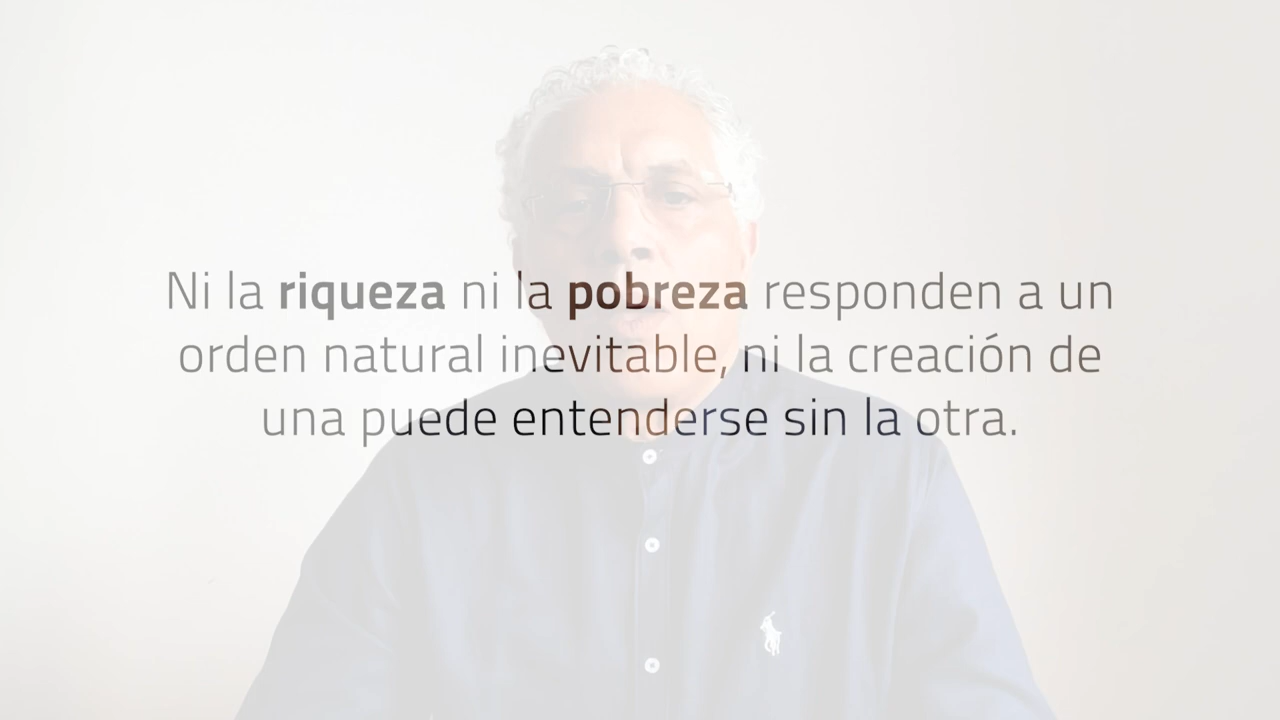 Ni la riqueza ni la pobreza responden a un
orden natural inevitable, ni la creación de
una puede entenderse sin la otra.